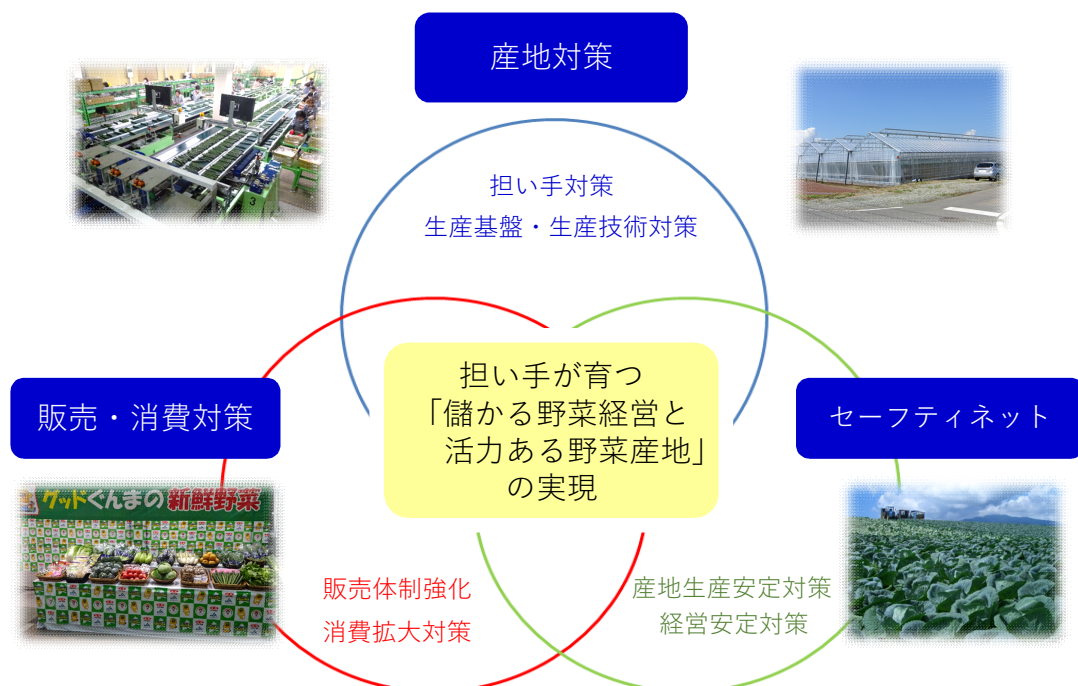 産地対策
担い手対策
生産基盤・生産技術対策
販売・消費対策
担い手が育つ
「儲かる野菜経営と
活力ある野菜産地」
の実現
セーフティネット
グッドぐんまの新鮮野菜
販売体制強化
消費拡大対策
産地生産安定対策
経営安定対策
3